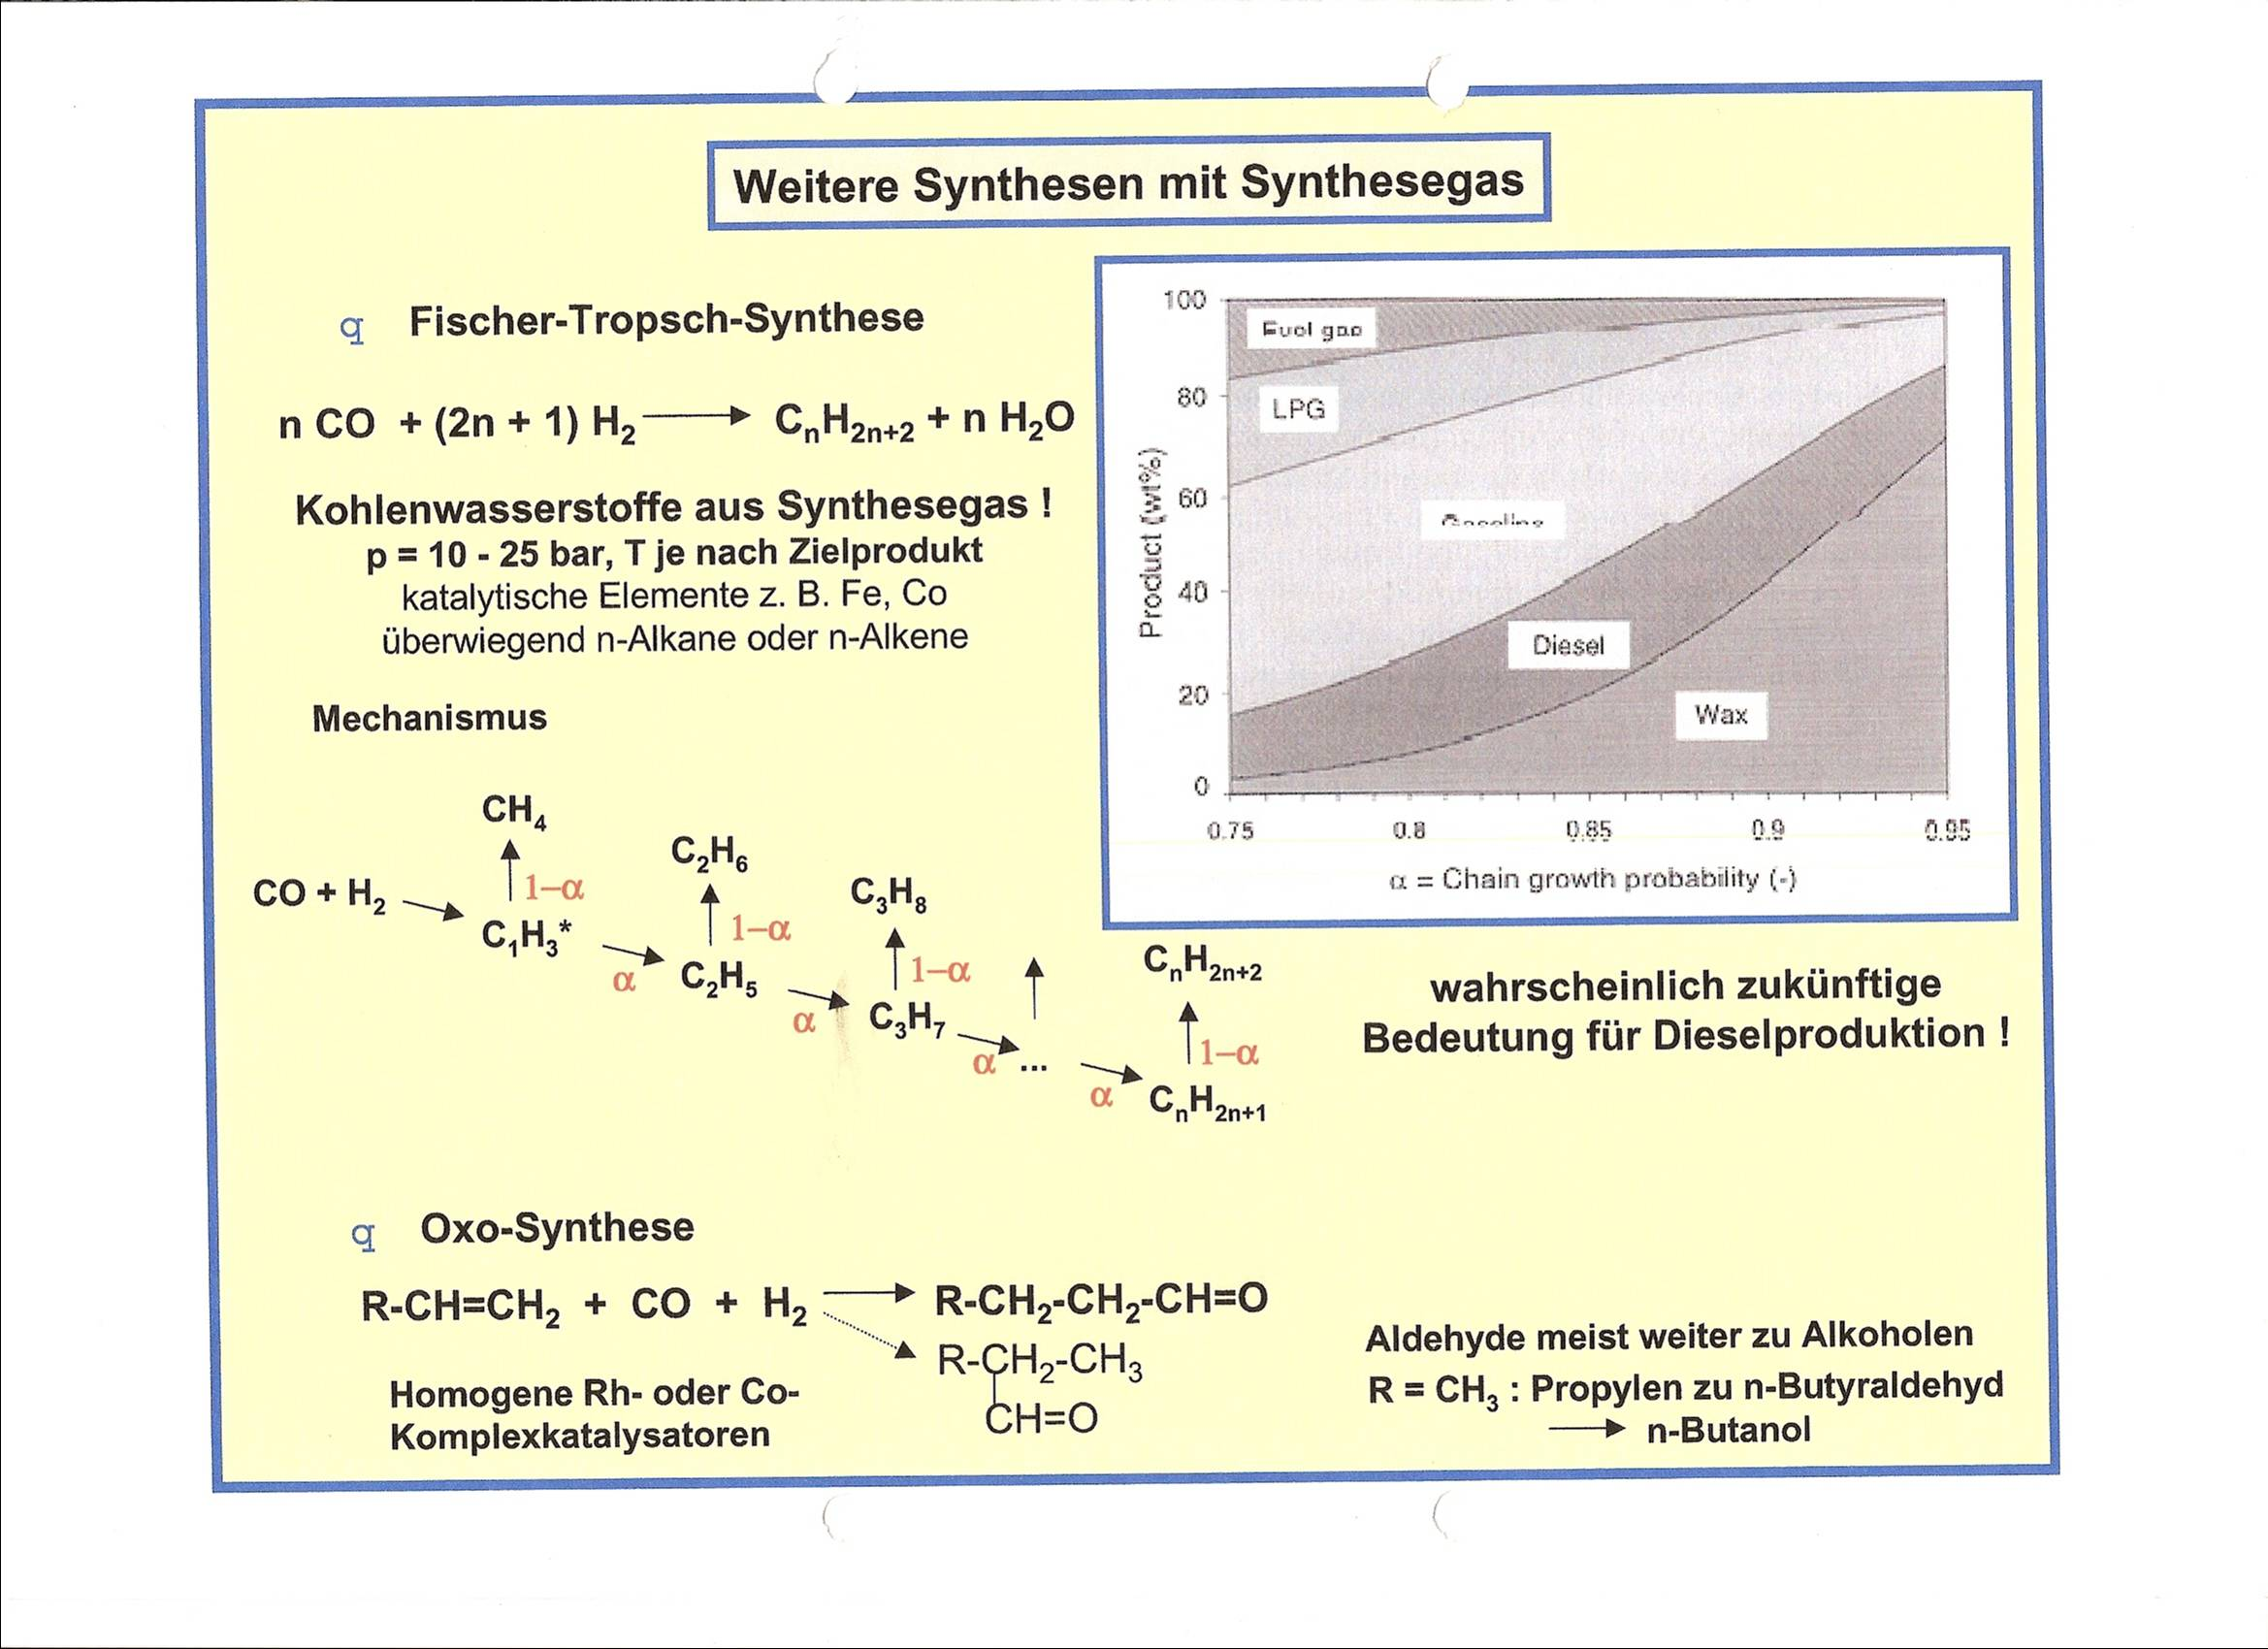 Weitere Synthesen mit Synthesegas
q Fischer-Tropsch-Synthese
n CO + (2n + 1) H₂ ⟶ CₙH₂ₙ₊₂ + n H₂O
Kohlenwasserstoffe aus Synthesegas !
p = 10 - 25 bar, T je nach Zielprodukt
katalytische Elemente z. B. Fe, Co
überwiegend n-Alkane oder n-Alkene
100
80
60
40
20
0
Product (wt%)
LPG
Diesel
Wax
0.75 0.8 0.85 0.9 0.95
α = Chain growth probability (-)
Mechanismus
CH₄
C₂H₆
C₃H₈
CₙH₂ₙ₊₂
1–α
1–α
1–α
1–α
CO + H₂
C₁H₃*
C₂H₅
C₃H₇
...
CₙH₂ₙ₊₁
α
α
α
α
wahrscheinlich zukünftige
Bedeutung für Dieselproduktion !
q Oxo-Synthese
R-CH=CH₂ + CO + H₂ ⟶ R-CH₂-CH₂-CH=O
R-CH₂-CH₃
CH=O
Homogene Rh- oder Co-
Komplexkatalysatoren
Aldehyde meist weiter zu Alkoholen
R = CH₃ : Propylen zu n-Butyraldehyd
⟶ n-Butanol